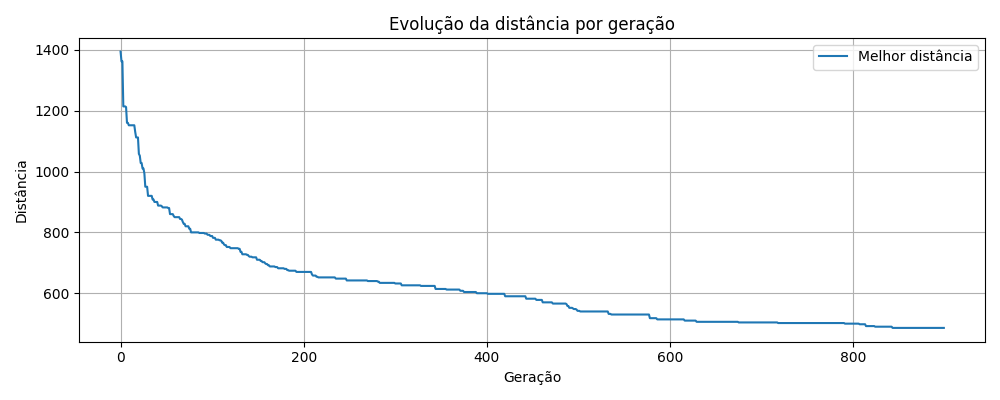 Evolução da distância por geração
Melhor distância
1400
1200
1000
800
600
Distância
0
200
400
600
800
Geração